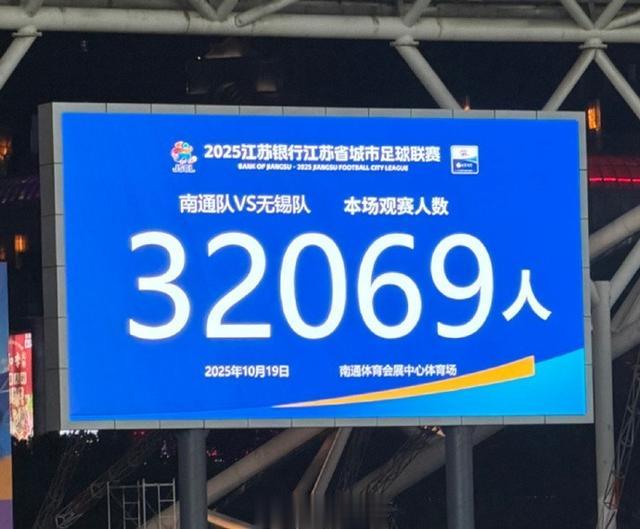 2025江苏银行江苏省城市足球联赛
BANK OF JIANGSU - 2025 JIANGSU FOOTBALL CITY LEAGUE
JSCL
南通队VS无锡队 本场观赛人数
32069人
2025年10月19日 南通体育会展中心体育场